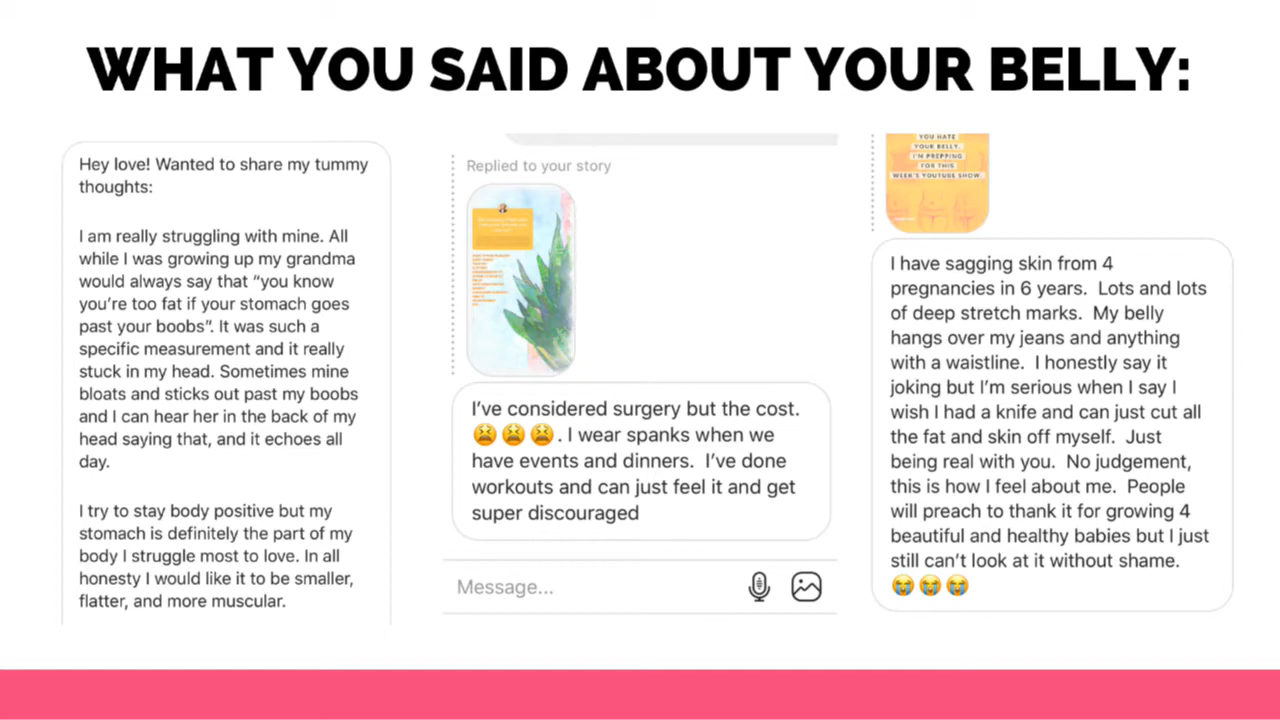 WHAT YOU SAID ABOUT YOUR BELLY:
Hey love! Wanted to share my tummy
thoughts:
I am really struggling with mine. All
while I was growing up my grandma
would always say that “you know
you’re too fat if your stomach goes
past your boobs”. It was such a
specific measurement and it really
stuck in my head. Sometimes mine
bloats and sticks out past my boobs
and I can hear her in the back of my
head saying that, and it echoes all
day.
I try to stay body positive but my
stomach is definitely the part of my
body I struggle most to love. In all
honesty I would like it to be smaller,
flatter, and more muscular.
Replied to your story
I’ve considered surgery but the cost.
😫 😫 😫 . I wear spanks when we
have events and dinners. I’ve done
workouts and can just feel it and get
super discouraged
Message...
YOU HATE
YOUR BELLY.
I'M PREPPING
FOR THIS
WEEK'S YOUTUBE SHOW.
I have sagging skin from 4
pregnancies in 6 years. Lots and lots
of deep stretch marks. My belly
hangs over my jeans and anything
with a waistline. I honestly say it
joking but I’m serious when I say I
wish I had a knife and can just cut all
the fat and skin off myself. Just
being real with you. No judgement,
this is how I feel about me. People
will preach to thank it for growing 4
beautiful and healthy babies but I just
still can’t look at it without shame.
😭 😭 😭